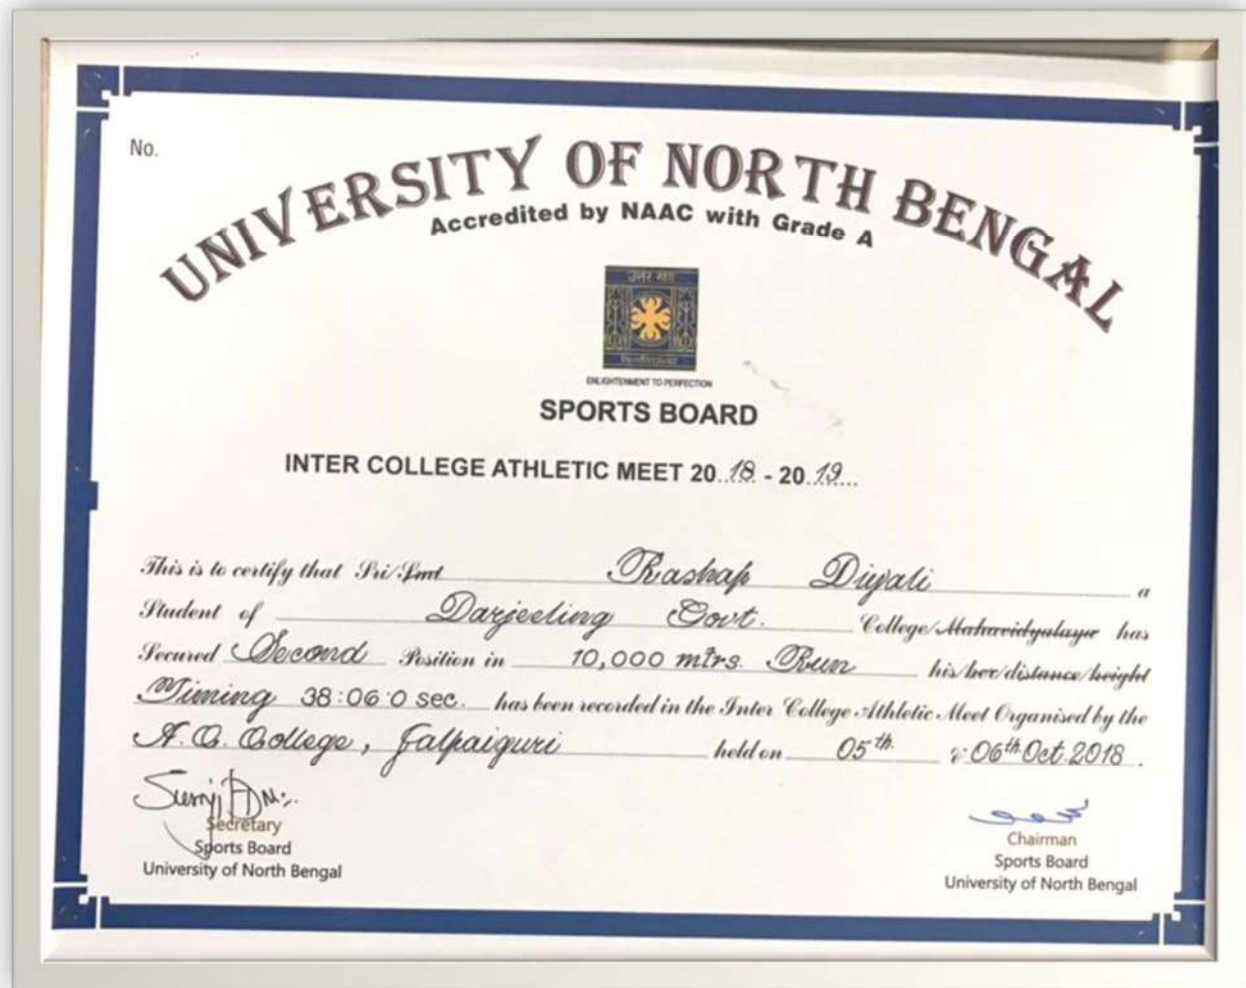 No.
UNIVERSITY OF NORTH BENGAL
Accredited by NAAC with Grade A
ENLIGHTENMENT TO PERFECTION
SPORTS BOARD
INTER COLLEGE ATHLETIC MEET 20 18 - 20 19
This is to certify that Sri/Smt Diyali a
Student of Darjeeling Govt. College/Mahavidyalaya has
Secured Second Position in 10,000 mtrs. Run his/her/distance/height
Timing 38:06:0 sec. has been recorded in the Inter College Athletic Meet Organised by the
A.C. College, Jalpaiguri held on 05th & 06th Oct. 2018.
Secretary
Sports Board
University of North Bengal
Chairman
Sports Board
University of North Bengal